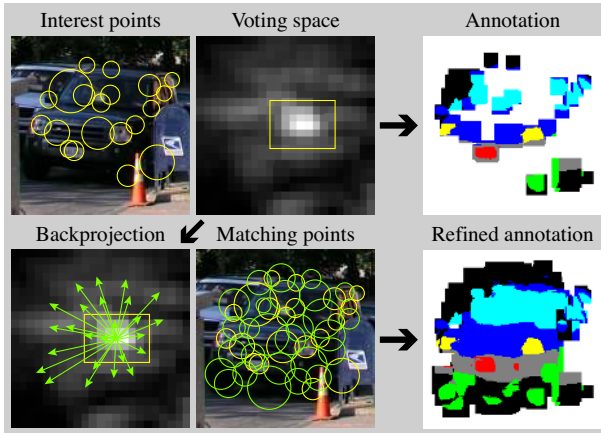 Interest points
Voting space
Annotation
Backprojection
Matching points
Refined annotation